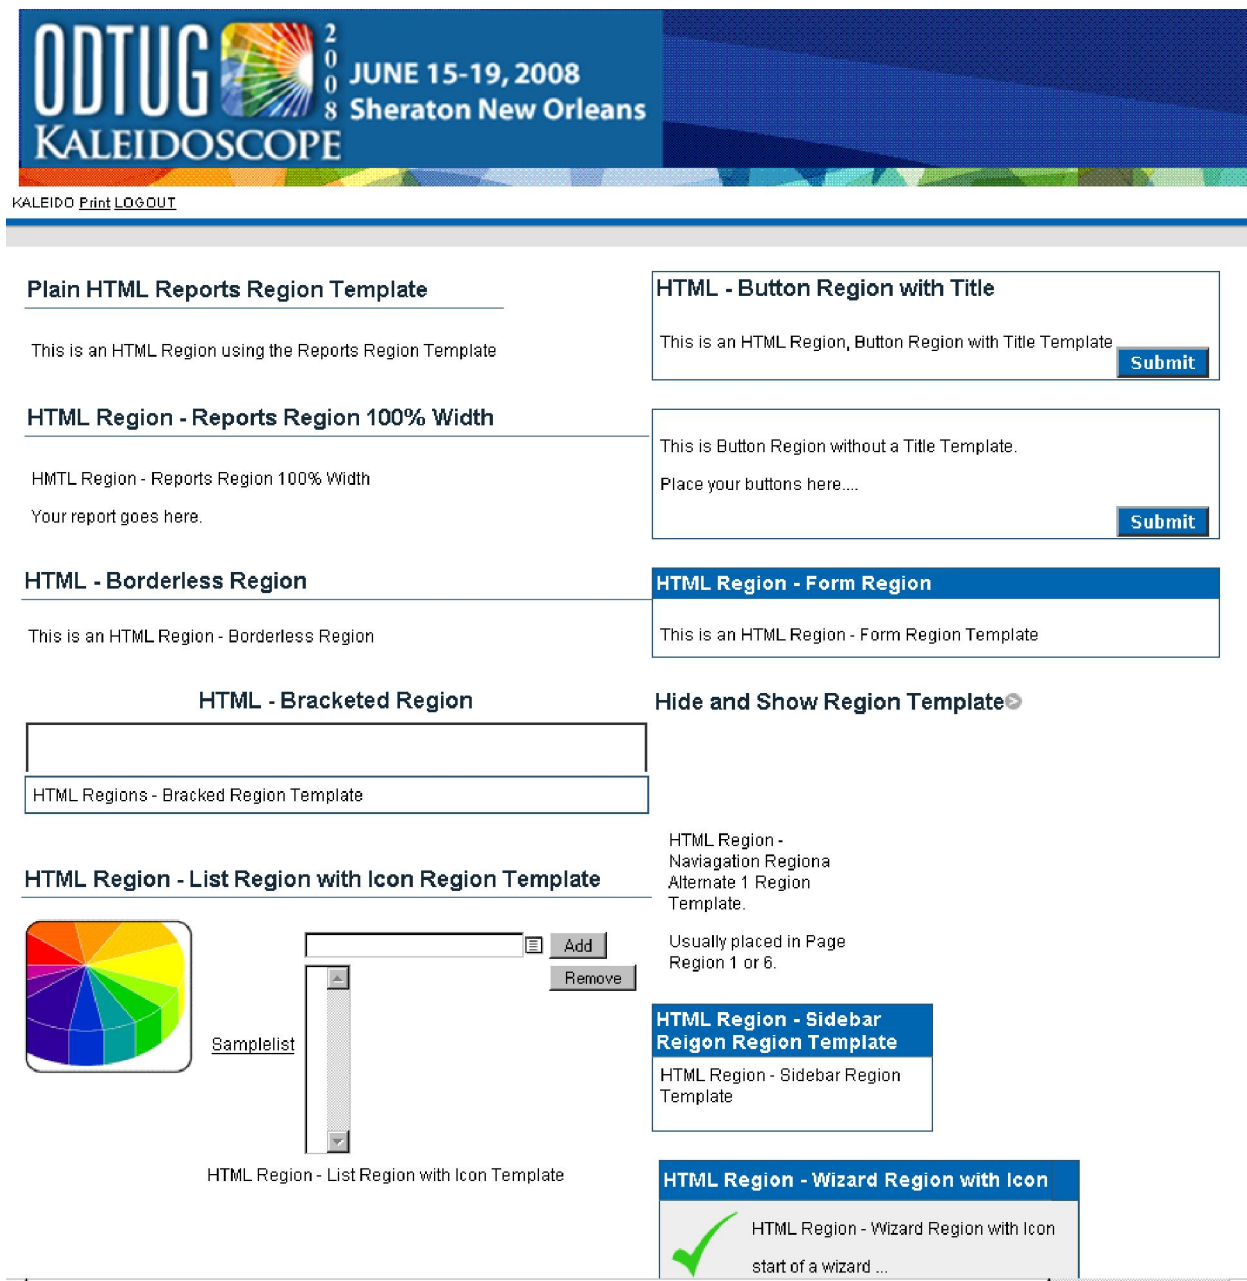 ODTUG
2008
KALEIDOSCOPE
JUNE 15-19, 2008
Sheraton New Orleans
KALEIDO Print LOGOUT
Plain HTML Reports Region Template
This is an HTML Region using the Reports Region Template
HTML Region - Reports Region 100% Width
HMTL Region - Reports Region 100% Width
Your report goes here.
HTML - Borderless Region
This is an HTML Region - Borderless Region
HTML - Bracketed Region
HTML Regions - Bracked Region Template
HTML Region - List Region with Icon Region Template
Add
Remove
Samplelist
HTML Region - List Region with Icon Template
HTML - Button Region with Title
This is an HTML Region, Button Region with Title Template
Submit
This is Button Region without a Title Template.
Place your buttons here....
Submit
HTML Region - Form Region
This is an HTML Region - Form Region Template
Hide and Show Region Template
HTML Region -
Naviagation Regiona
Alternate 1 Region
Template.
Usually placed in Page
Region 1 or 6.
HTML Region - Sidebar
Reigon Region Template
HTML Region - Sidebar Region
Template
HTML Region - Wizard Region with Icon
HTML Region - Wizard Region with Icon
start of a wizard ...